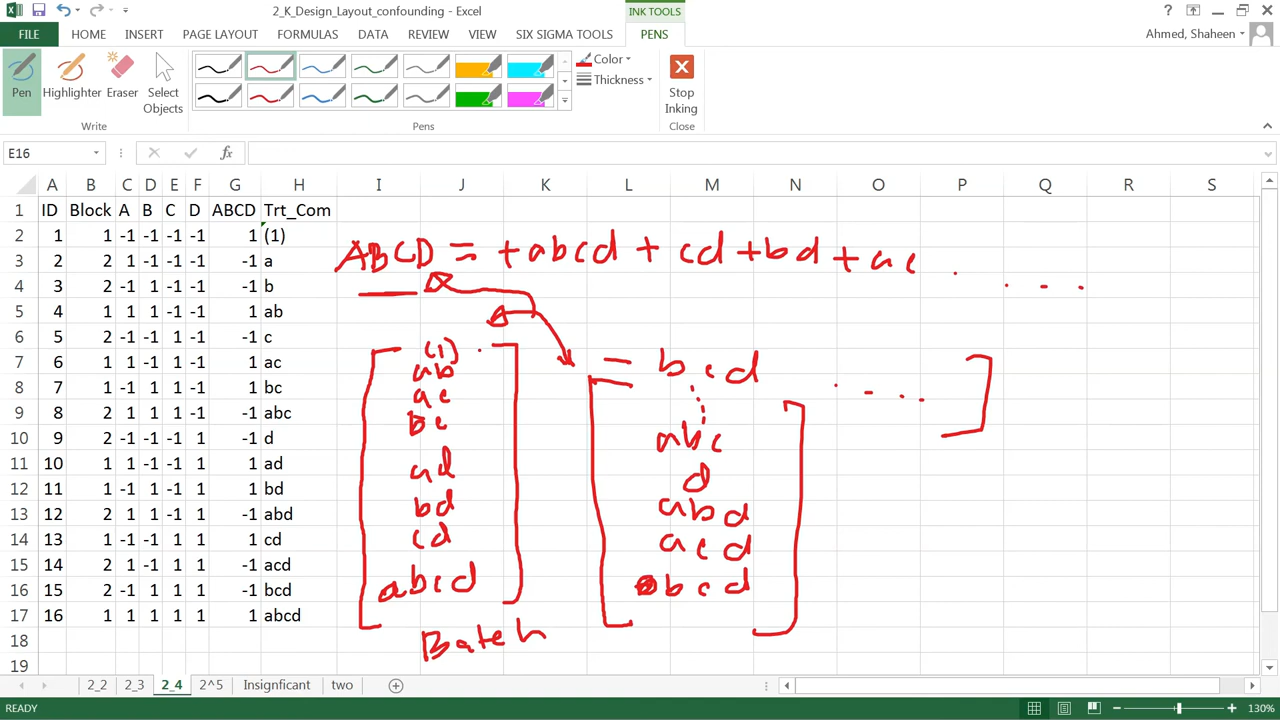 2_K_Design_Layout_confounding - Excel
INK TOOLS
FILE HOME INSERT PAGE LAYOUT FORMULAS DATA REVIEW VIEW SIX SIGMA TOOLS PENS Ahmed, Shaheen
Pen Highlighter Eraser Select Objects
Color
Thickness
Stop Inking
Write Pens Close
E16 fx
A B C D E F G H I J K L M N O P Q R S
1 ID Block A B C D ABCD Trt_Com
2 1 1 -1 -1 -1 -1 1 (1)
3 2 2 1 -1 -1 -1 -1 a
4 3 2 -1 1 -1 -1 -1 b
5 4 1 1 1 -1 -1 1 ab
6 5 2 -1 -1 1 -1 -1 c
7 6 1 1 -1 1 -1 1 ac
8 7 1 -1 1 1 -1 1 bc
9 8 2 1 1 1 -1 -1 abc
10 9 2 -1 -1 -1 1 -1 d
11 10 1 1 -1 -1 1 1 ad
12 11 1 -1 1 -1 1 1 bd
13 12 2 1 1 -1 1 -1 abd
14 13 1 -1 -1 1 1 1 cd
15 14 2 1 -1 1 1 -1 acd
16 15 2 -1 1 1 1 -1 bcd
17 16 1 1 1 1 1 1 abcd
18
19
ABCD = +abcd + cd +bd +ac . . . .
- bcd . . . .
(1)
ab
ac
bc
ad
bd
cd
abcd
Batch
abc
d
abd
acd
bcd
2_2 2_3 2_4 2^5 Insignficant two
READY 130%